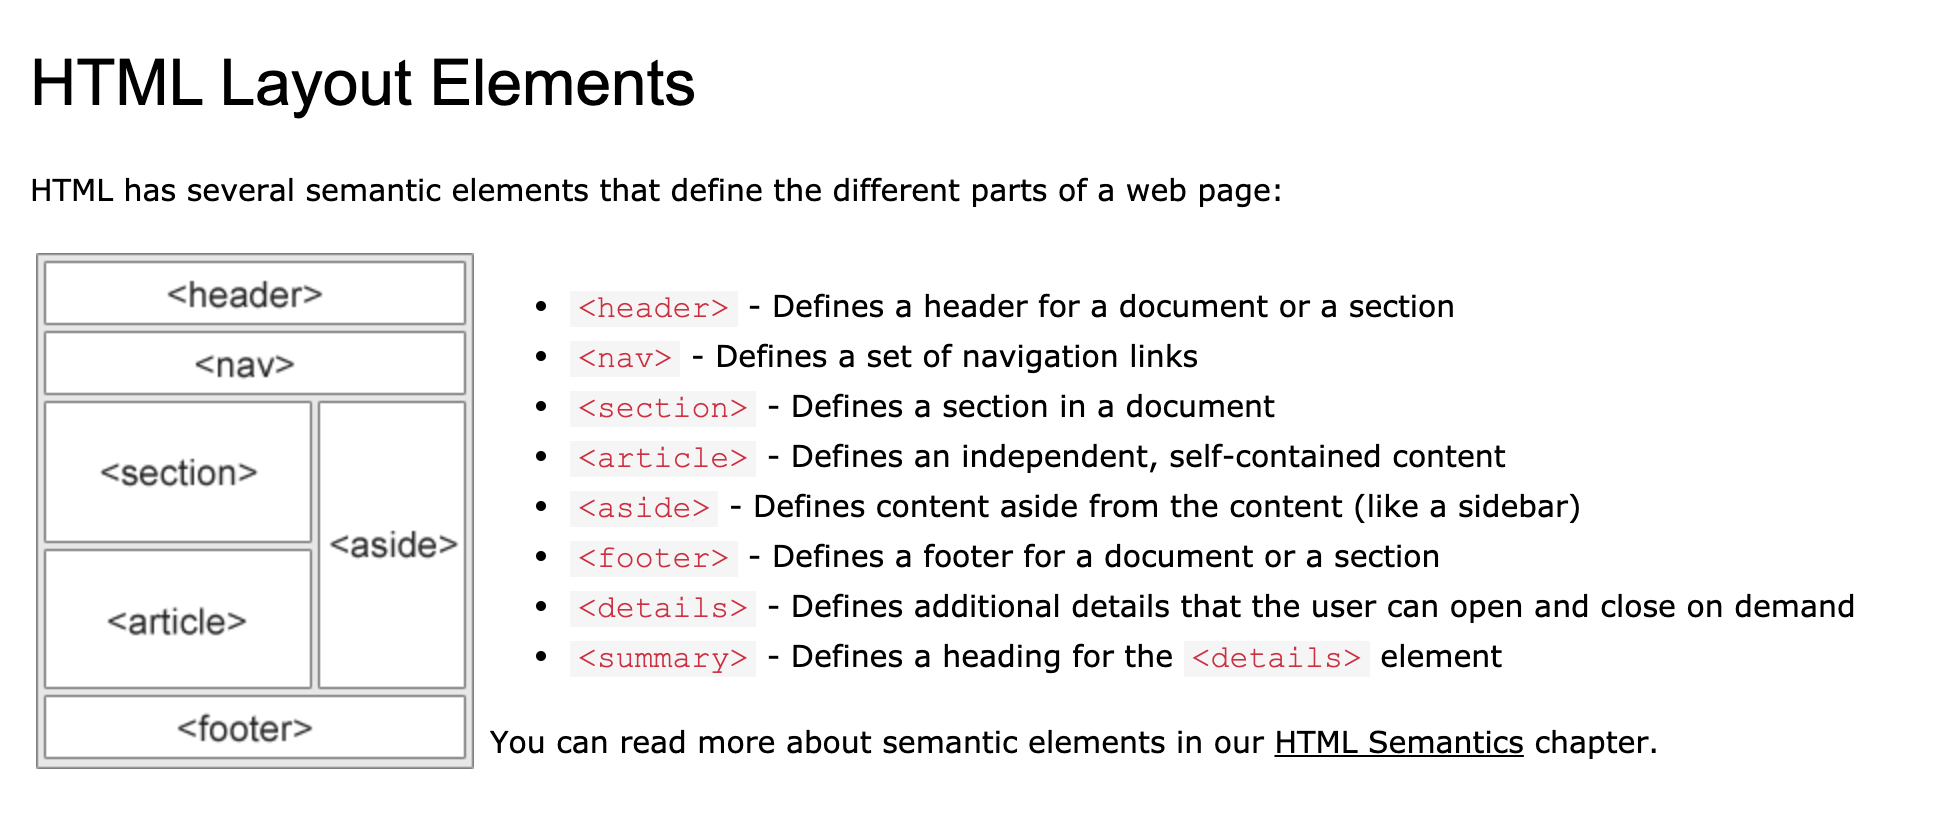 HTML Layout Elements
HTML has several semantic elements that define the different parts of a web page:
<header>
<nav>
<section>
<aside>
<article>
<footer>
• <header> - Defines a header for a document or a section
• <nav> - Defines a set of navigation links
• <section> - Defines a section in a document
• <article> - Defines an independent, self-contained content
• <aside> - Defines content aside from the content (like a sidebar)
• <footer> - Defines a footer for a document or a section
• <details> - Defines additional details that the user can open and close on demand
• <summary> - Defines a heading for the <details> element
You can read more about semantic elements in our HTML Semantics chapter.